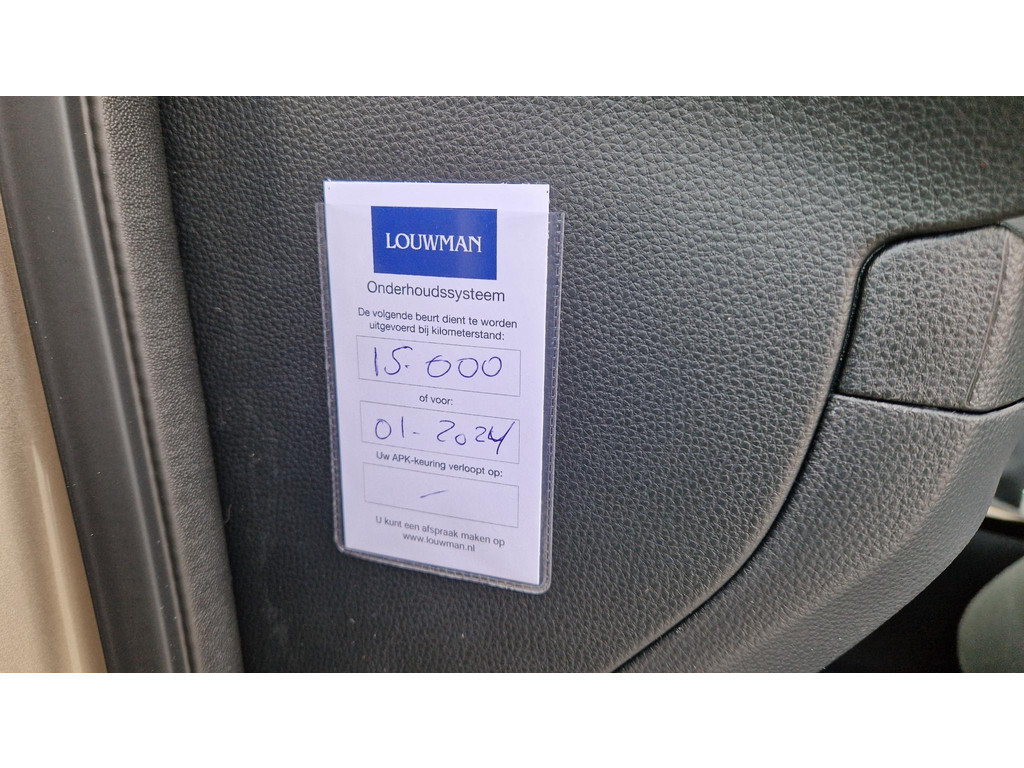 LOUWMAN
Onderhoudssysteem
De volgende beurt dient te worden
uitgevoerd bij kilometerstand:
15.000
of voor:
01-2024
Uw APK-keuring verloopt op:
-
U kunt een afspraak maken op
www.louwman.nl